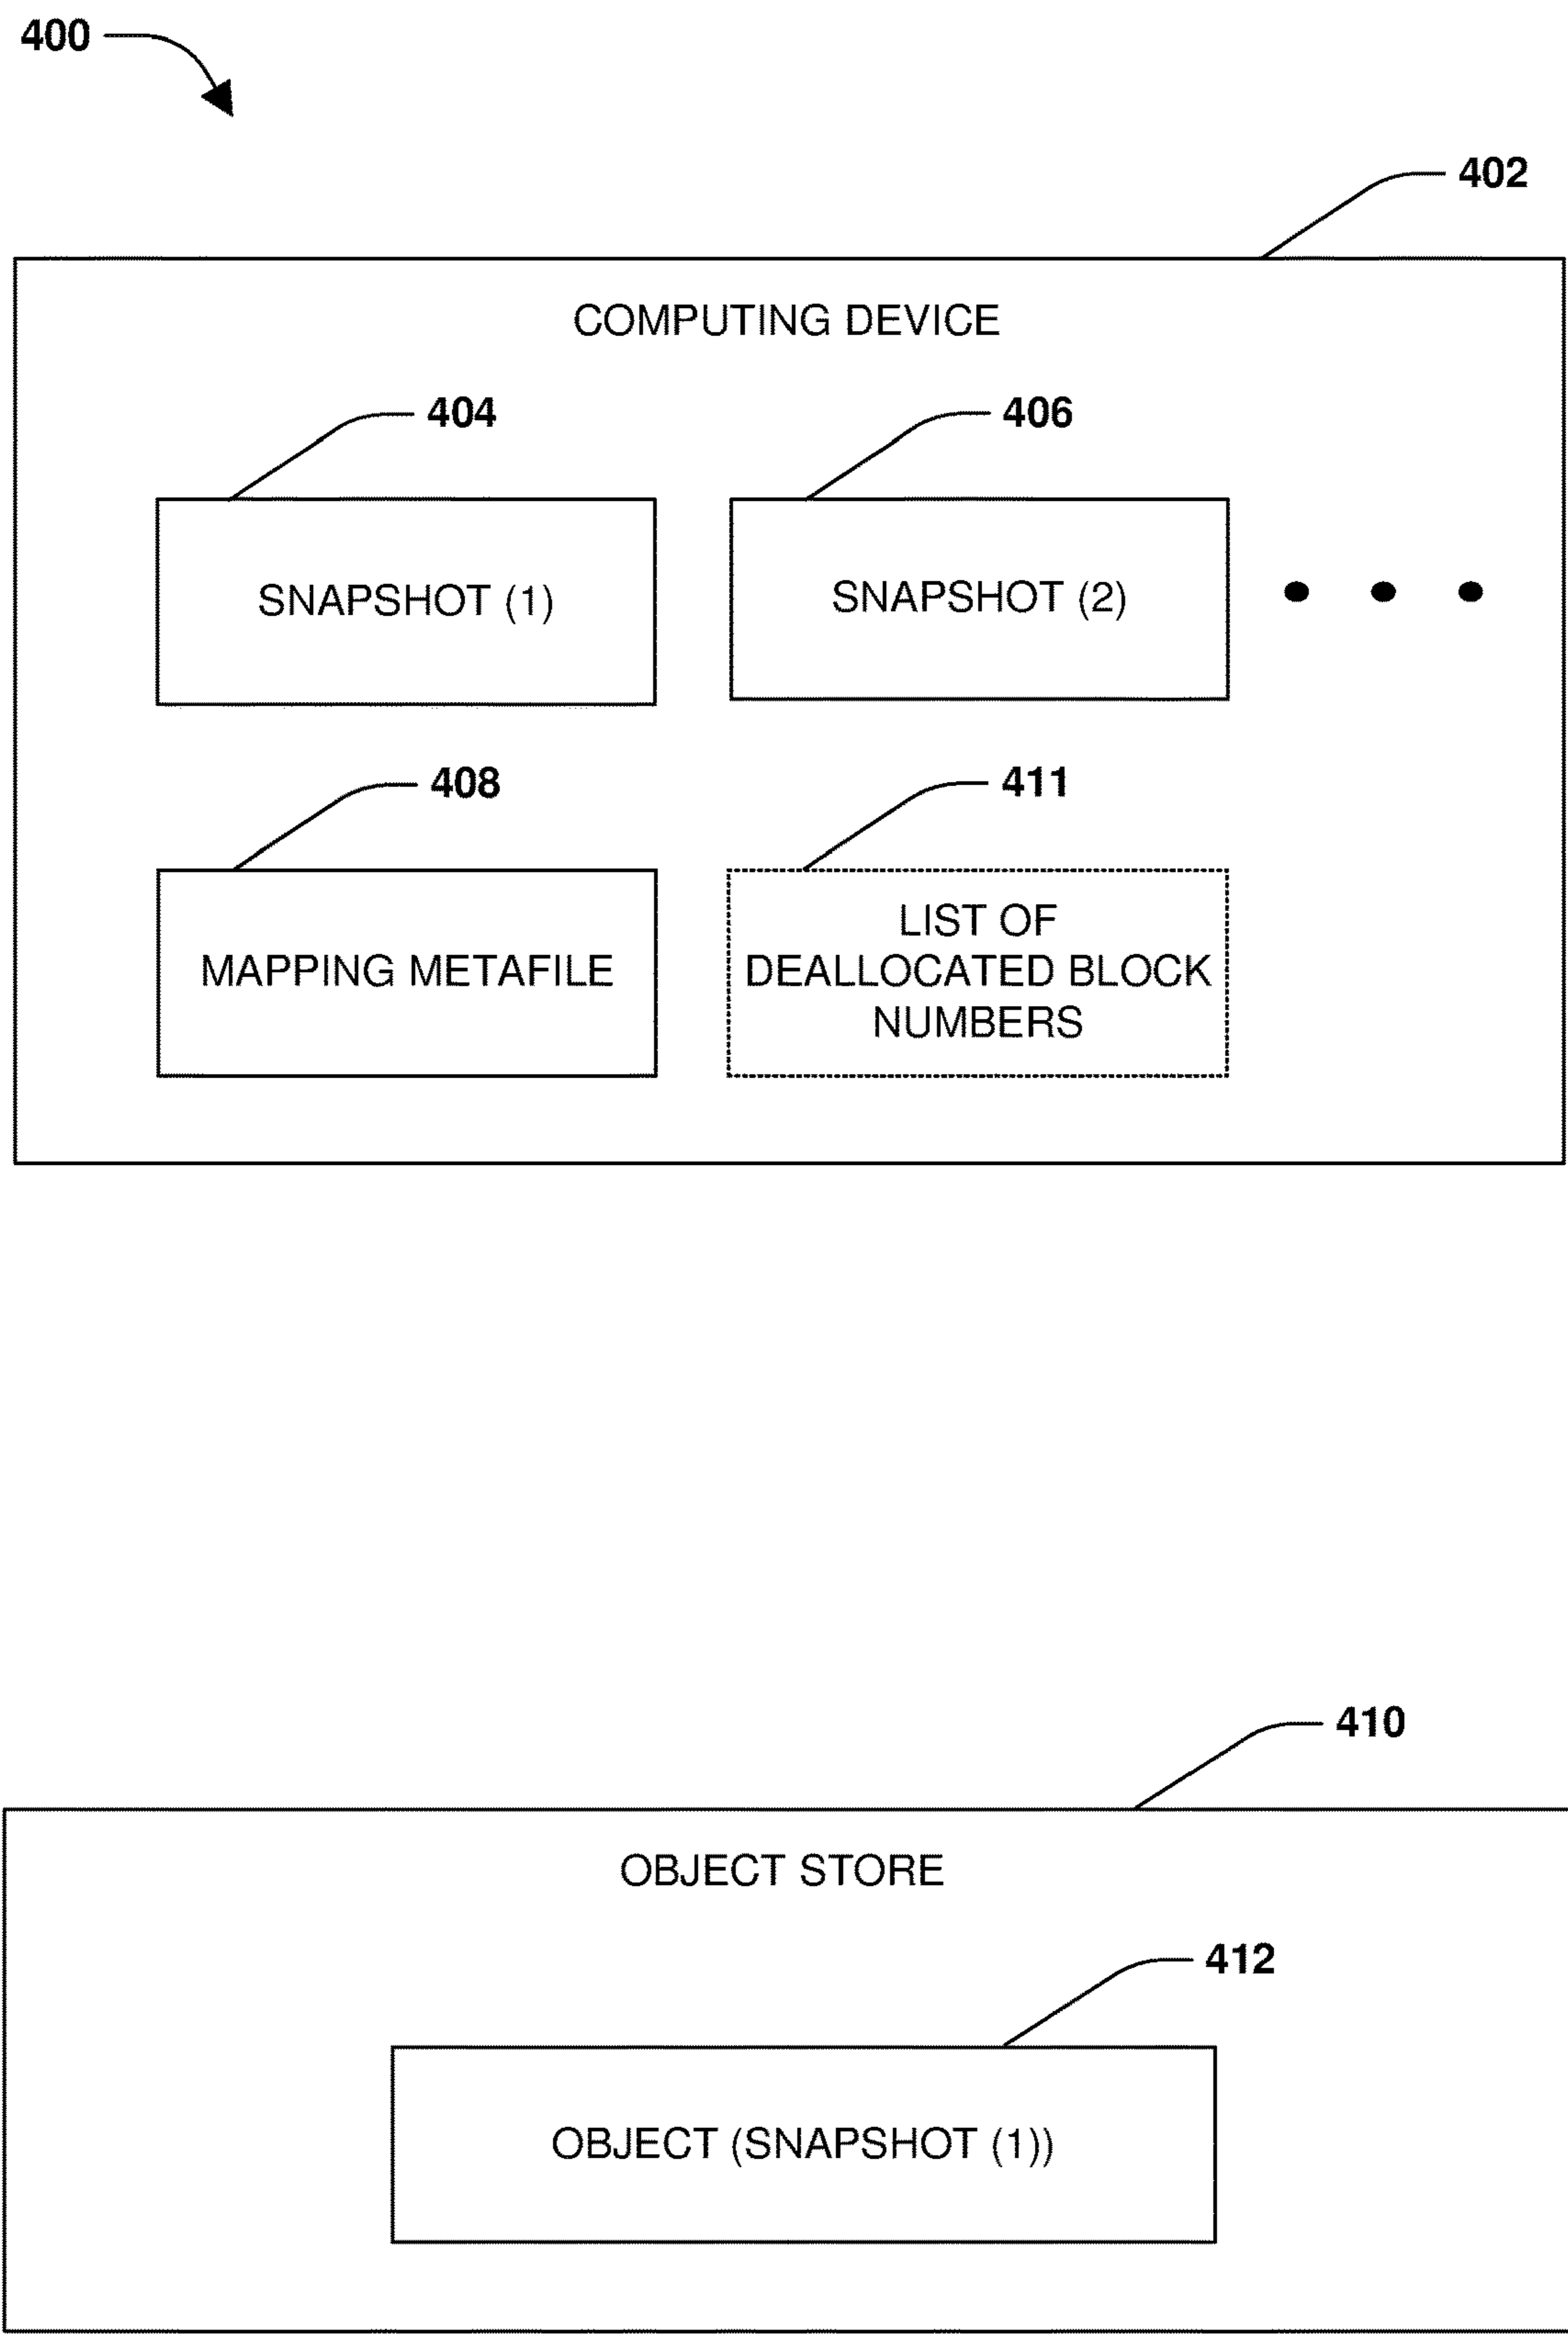 400
402
COMPUTING DEVICE
404
406
SNAPSHOT (1)
SNAPSHOT (2)
408
411
MAPPING METAFILE
LIST OF
DEALLOCATED BLOCK
NUMBERS
410
OBJECT STORE
412
OBJECT (SNAPSHOT (1))